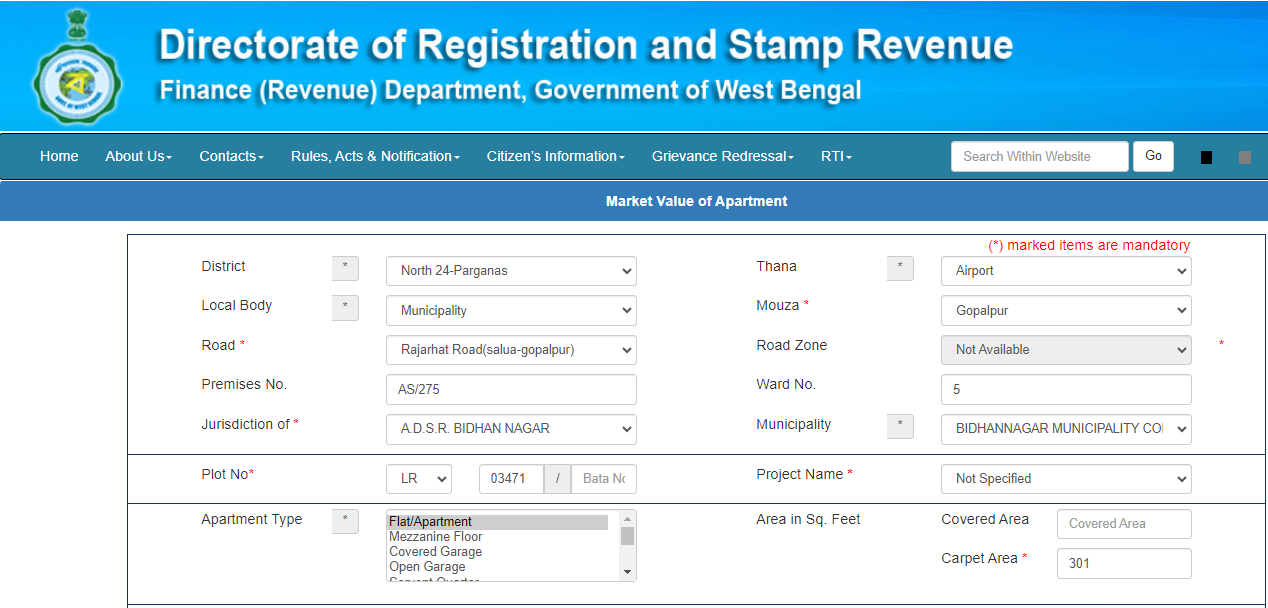 Directorate of Registration and Stamp Revenue
Finance (Revenue) Department, Government of West Bengal
Home About Us Contacts Rules, Acts & Notification Citizen's Information Grievance Redressal RTI Search Within Website Go
Market Value of Apartment
(*) marked items are mandatory
District * North 24-Parganas Thana * Airport
Local Body * Municipality Mouza * Gopalpur
Road * Rajarhat Road(salua-gopalpur) Road Zone Not Available *
Premises No. AS/275 Ward No. 5
Jurisdiction of * A.D.S.R. BIDHAN NAGAR Municipality * BIDHANNAGAR MUNICIPALITY
Plot No* LR 03471 / Bata Project Name * Not Specified
Apartment Type * Flat/Apartment Area in Sq. Feet Covered Area Covered Area
Mezzanine Floor
Covered Garage
Open Garage Carpet Area * 301